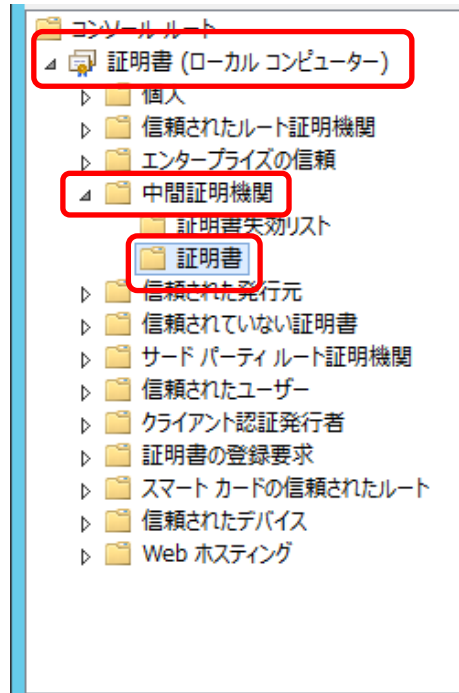 コンソール ルート
証明書 (ローカル コンピューター)
個人
信頼されたルート証明機関
エンタープライズの信頼
中間証明機関
証明書失効リスト
証明書
信頼された発行元
信頼されていない証明書
サード パーティ ルート証明機関
信頼されたユーザー
クライアント認証発行者
証明書の登録要求
スマート カードの信頼されたルート
信頼されたデバイス
Web ホスティング